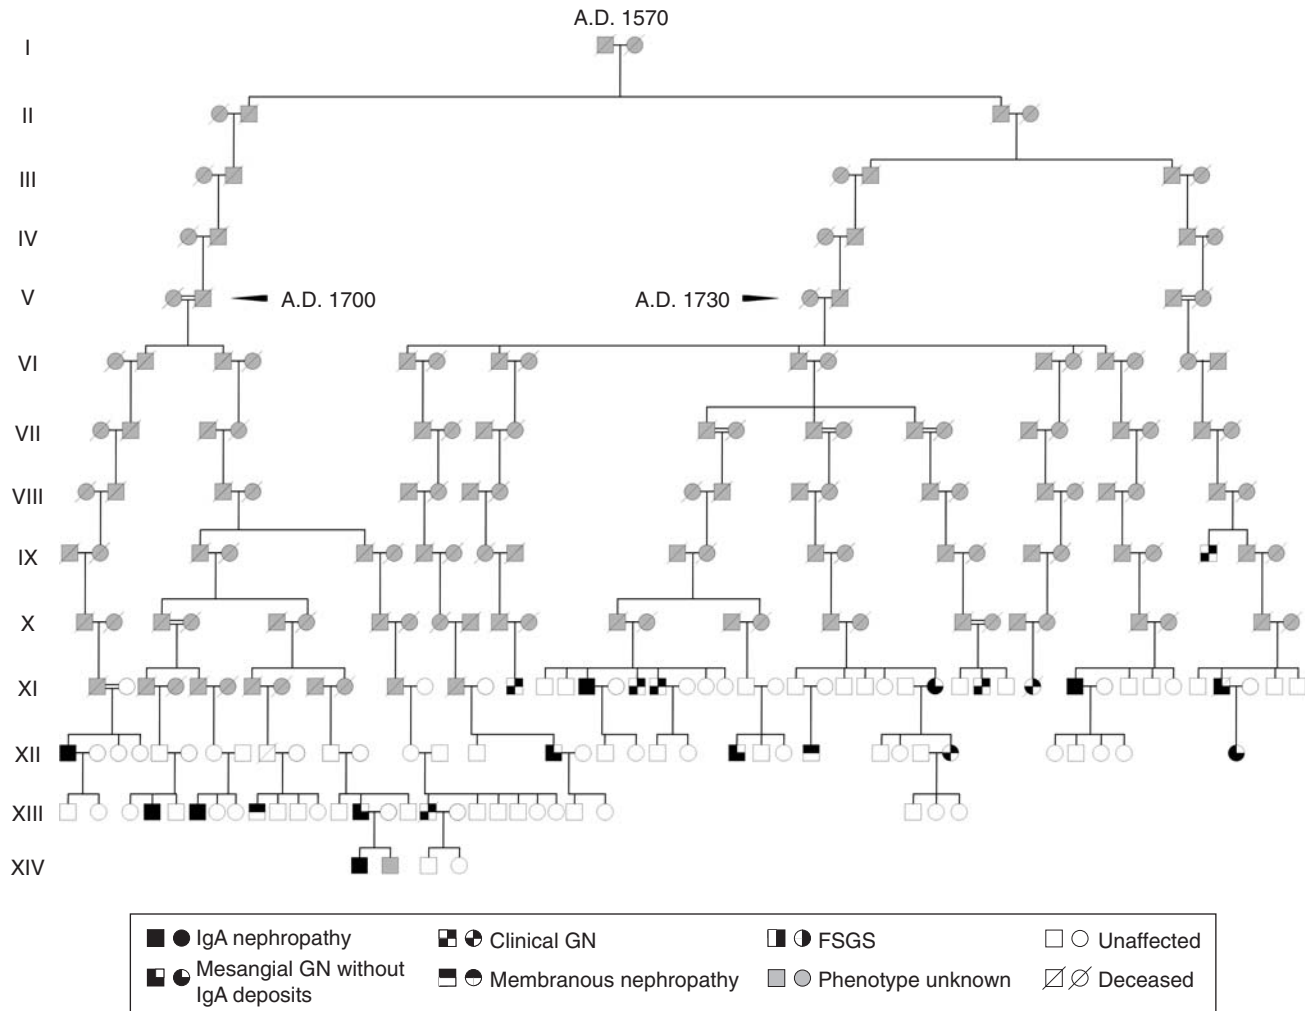 A.D. 1570
I
II
III
IV
V
A.D. 1700
A.D. 1730
VI
VII
VIII
IX
X
XI
XII
XIII
XIV
IgA nephropathy
Clinical GN
FSGS
Unaffected
Mesangial GN without
IgA deposits
Membranous nephropathy
Phenotype unknown
Deceased